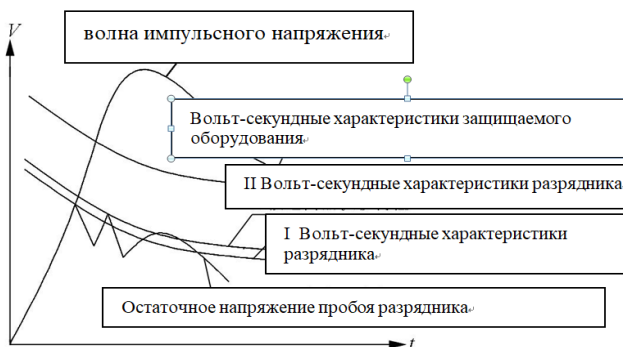 V
волна импульсного напряжения
Вольт-секундные характеристики защищаемого
оборудования
II Вольт-секундные характеристики разрядника
I Вольт-секундные характеристики
разрядника
Остаточное напряжение пробоя разрядника
t